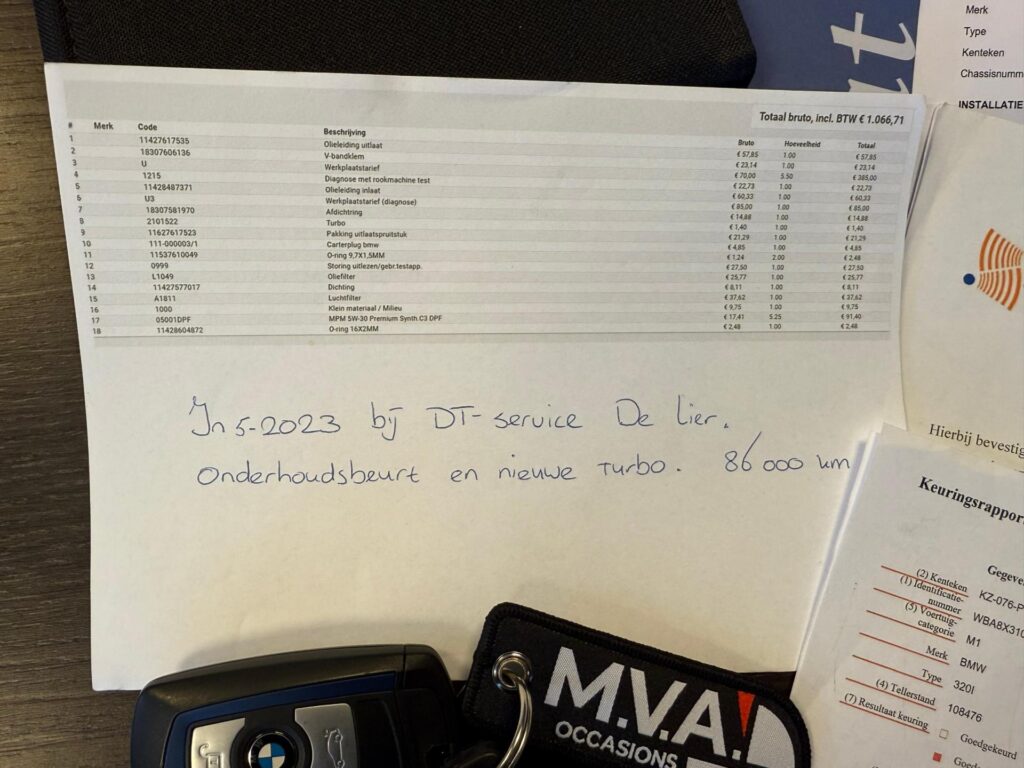 Totaal bruto, incl. BTW € 1.066,71
# Merk Code Beschrijving Bruto Hoeveelheid Totaal
1 11427617535 Olieleiding uitlaat € 57,85 1.00 € 57,85
2 18307606136 V-bandklem € 23,14 1.00 € 23,14
3 U Werkplaatstarief € 70,00 5.50 € 385,00
4 1215 Diagnose met rookmachine test € 22,73 1.00 € 22,73
5 11428487371 Olieleiding inlaat € 60,33 1.00 € 60,33
6 U3 Werkplaatstarief (diagnose) € 85,00 1.00 € 85,00
7 18307581970 Afdichtring € 14,88 1.00 € 14,88
8 2101522 Turbo € 1,40 1.00 € 1,40
9 11627617523 Pakking uitlaatspruitstuk € 21,29 1.00 € 21,29
10 111-000003/1 Carterplug bmw € 4,85 1.00 € 4,85
11 11537610049 O-ring 9,7X1,5MM € 1,24 2.00 € 2,48
12 0999 Storing uitlezen/gebr.testapp. € 27,50 1.00 € 27,50
13 L1049 Oliefilter € 25,77 1.00 € 25,77
14 11427577017 Dichting € 8,11 1.00 € 8,11
15 A1811 Luchtfilter € 37,62 1.00 € 37,62
16 1000 Klein materiaal / Milieu € 9,75 1.00 € 9,75
17 05001DPF MPM 5W-30 Premium Synth.C3 DPF € 17,41 5.25 € 91,40
18 11428604872 O-ring 16X2MM € 2,48 1.00 € 2,48
In 5-2023 bij DT-service De Lier.
Onderhoudsbeurt en nieuwe Turbo. 86 000 km
M.V.A!
OCCASIONS
Merk
Type
Kenteken
Chassisnumm
INSTALLATIE
Hierbij bevestig
Keuringsrappor
Gegeve
(2) Kenteken KZ-076-P
(1) Identificatie-
nummer WBA8X31C
(5) Voertuig-
categorie M1
Merk BMW
Type 320I
(4) Tellerstand 108476
(7) Resultaat keuring
Goedgekeurd
Goed